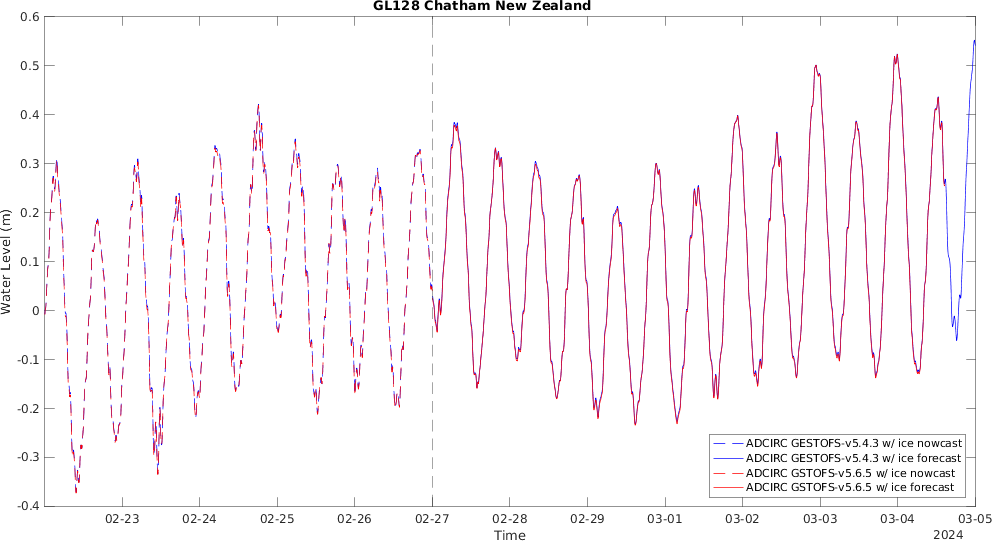 GL128 Chatham New Zealand
0.6
0.5
0.4
0.3
0.2
0.1
0
-0.1
-0.2
-0.3
-0.4
Water Level (m)
ADCIRC GESTOFS-v5.4.3 w/ ice nowcast
ADCIRC GESTOFS-v5.4.3 w/ ice forecast
ADCIRC GSTOFS-v5.6.5 w/ ice nowcast
ADCIRC GSTOFS-v5.6.5 w/ ice forecast
02-23 02-24 02-25 02-26 02-27 02-28 02-29 03-01 03-02 03-03 03-04 03-05
Time
2024